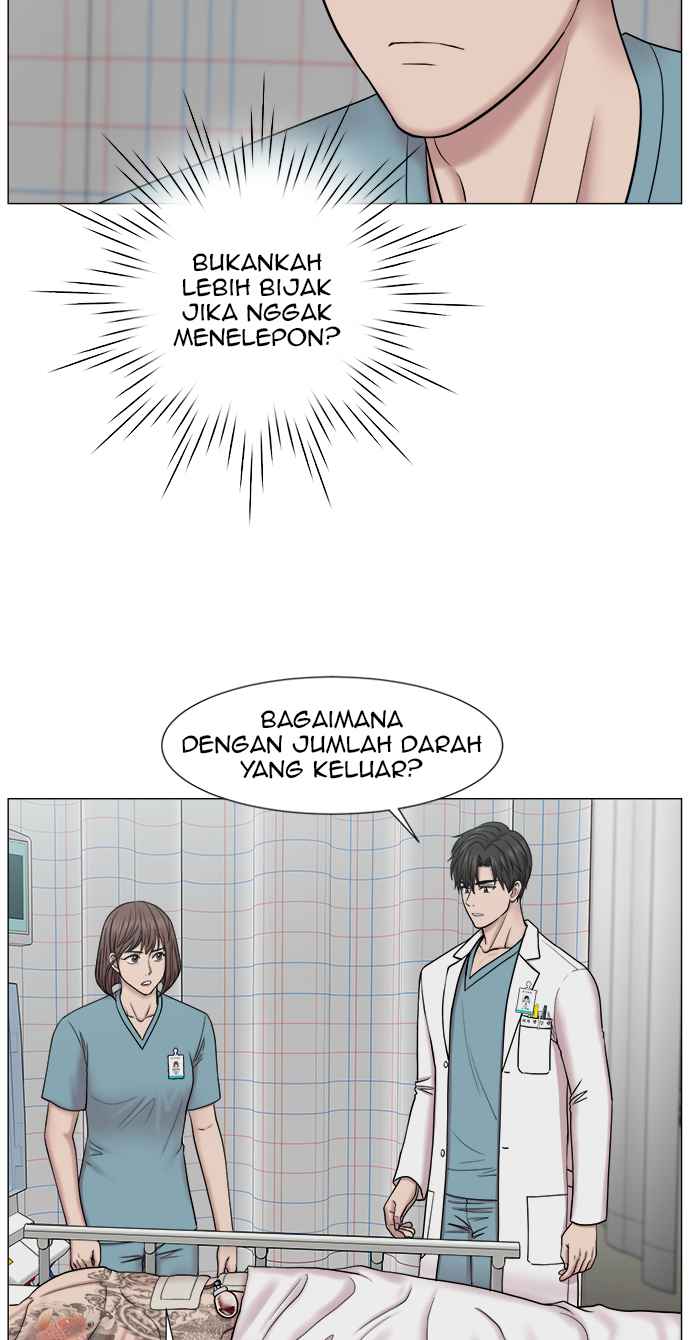 BUKANKAH
LEBIH BIJAK
JIKA NGGAK
MENELEPON?
BAGAIMANA
DENGAN JUMLAH DARAH
YANG KELUAR?